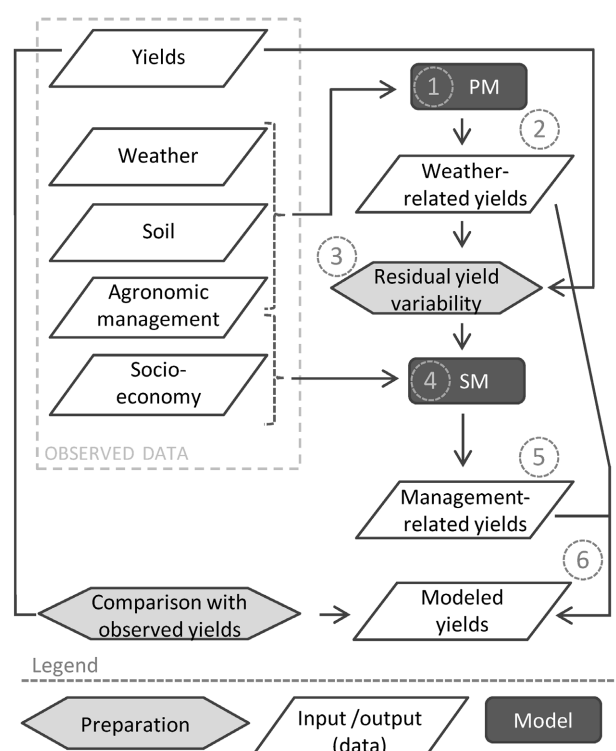 Yields
Weather
Soil
Agronomic
management
Socio-
economy
OBSERVED DATA
1 PM
2
Weather-
related yields
3
Residual yield
variability
4 SM
5
Management-
related yields
6
Comparison with
observed yields
Modeled
yields
Legend
Preparation
Input /output
(data)
Model